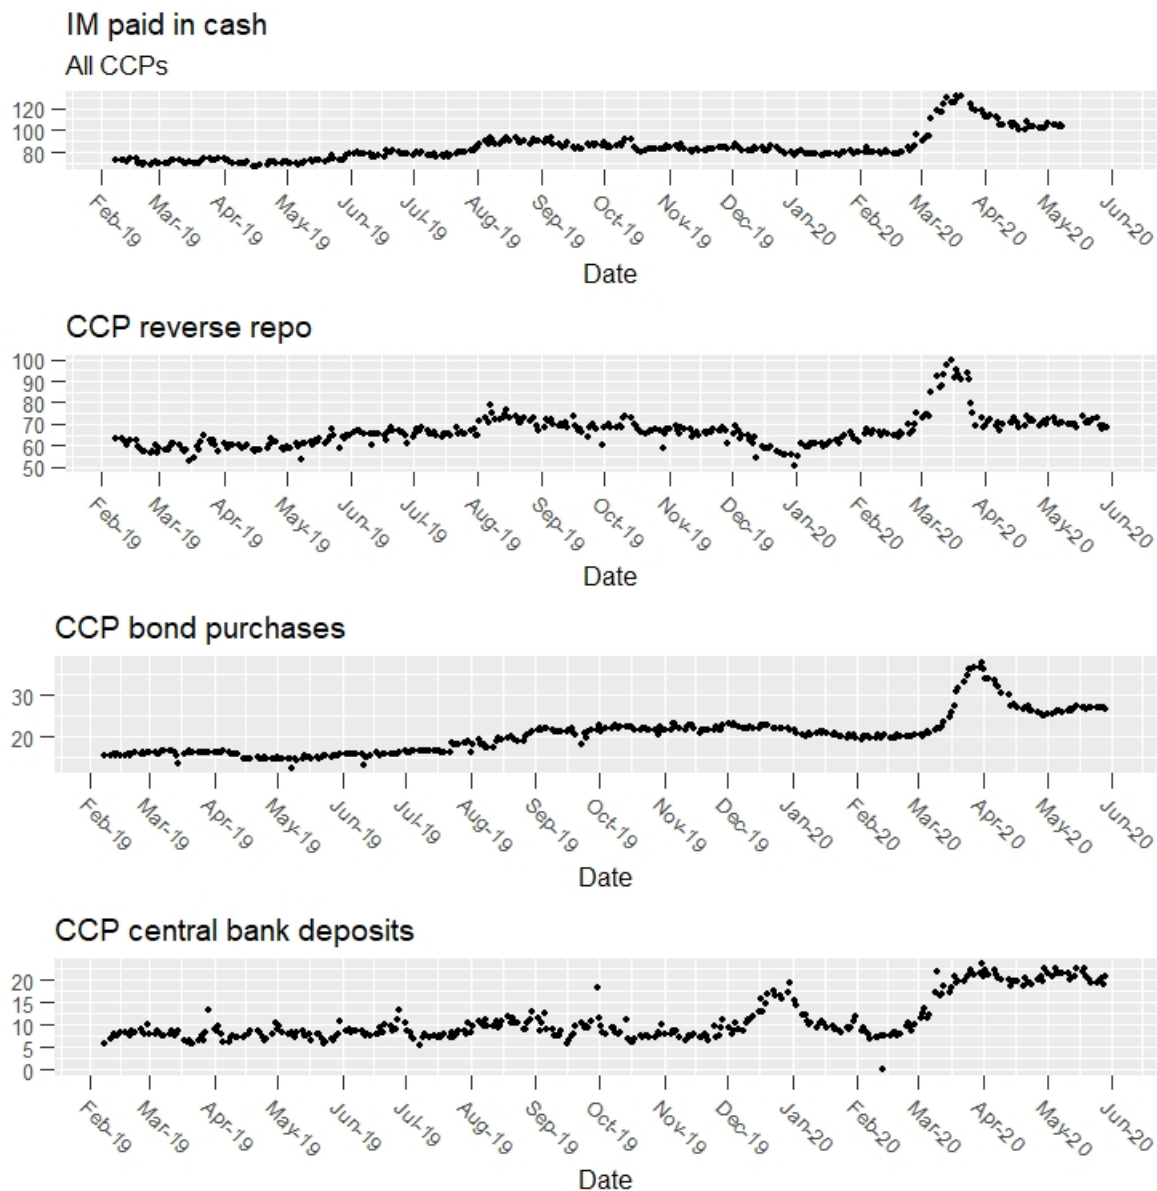 IM paid in cash
All CCPs
120
100
80
Feb-19 Mar-19 Apr-19 May-19 Jun-19 Jul-19 Aug-19 Sep-19 Oct-19 Nov-19 Dec-19 Jan-20 Feb-20 Mar-20 Apr-20 May-20 Jun-20
Date
CCP reverse repo
100
90
80
70
60
50
Feb-19 Mar-19 Apr-19 May-19 Jun-19 Jul-19 Aug-19 Sep-19 Oct-19 Nov-19 Dec-19 Jan-20 Feb-20 Mar-20 Apr-20 May-20 Jun-20
Date
CCP bond purchases
30
20
Feb-19 Mar-19 Apr-19 May-19 Jun-19 Jul-19 Aug-19 Sep-19 Oct-19 Nov-19 Dec-19 Jan-20 Feb-20 Mar-20 Apr-20 May-20 Jun-20
Date
CCP central bank deposits
20
15
10
5
0
Feb-19 Mar-19 Apr-19 May-19 Jun-19 Jul-19 Aug-19 Sep-19 Oct-19 Nov-19 Dec-19 Jan-20 Feb-20 Mar-20 Apr-20 May-20 Jun-20
Date